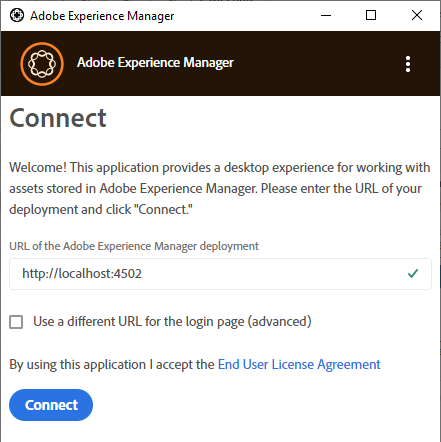 Adobe Experience Manager
Adobe Experience Manager
Connect
Welcome! This application provides a desktop experience for working with
assets stored in Adobe Experience Manager. Please enter the URL of your
deployment and click "Connect."
URL of the Adobe Experience Manager deployment
http://localhost:4502
Use a different URL for the login page (advanced)
By using this application I accept the End User License Agreement
Connect